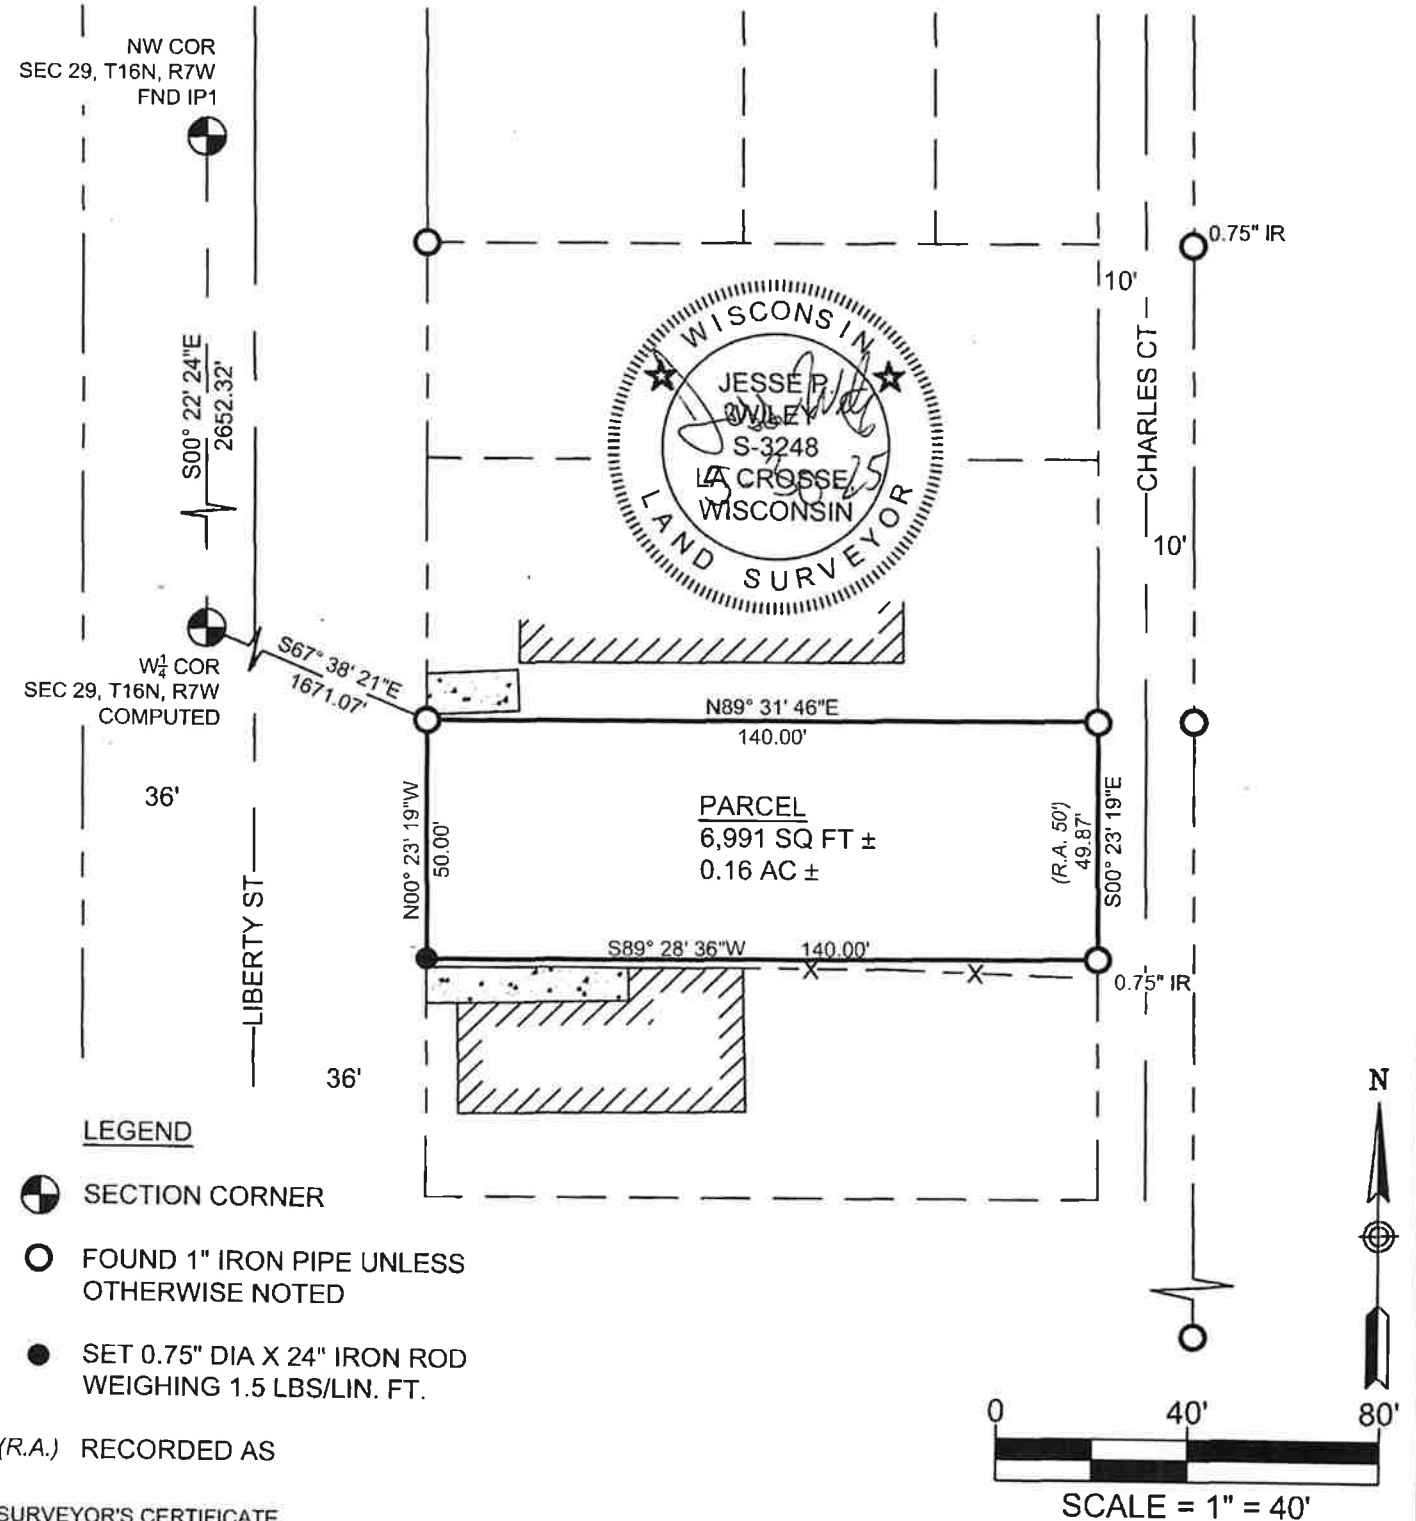 NW COR
SEC 29, T16N, R7W
FND IP1
0.75" IR
10'
CHARLES CT
10'
S00° 22' 24"E
2652.32'
WISCONSIN
JESSE P.
WILEY
S-3248
LA CROSSE,
WISCONSIN
LAND SURVEYOR
W1/4 COR
SEC 29, T16N, R7W
COMPUTED
S67° 38' 21"E
1671.07'
N89° 31' 46"E
140.00'
36'
PARCEL
6,991 SQ FT ±
0.16 AC ±
N00° 23' 19"W
50.00'
(R.A. 50')
49.87'
S00° 23' 19"E
S89° 28' 36"W 140.00'
X X
0.75" IR
LIBERTY ST
36'
N
LEGEND
SECTION CORNER
FOUND 1" IRON PIPE UNLESS
OTHERWISE NOTED
SET 0.75" DIA X 24" IRON ROD
WEIGHING 1.5 LBS/LIN. FT.
(R.A.) RECORDED AS
0 40' 80'
SCALE = 1" = 40'
SURVEYOR'S CERTIFICATE